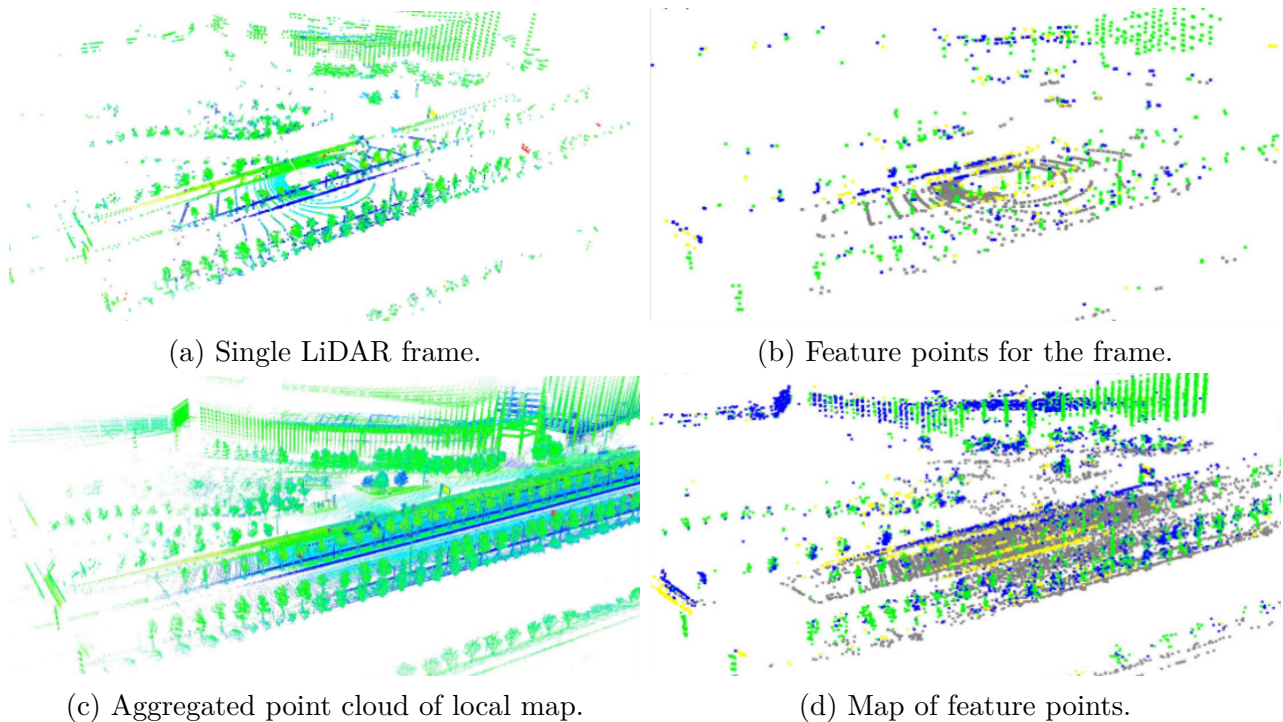 (a) Single LiDAR frame.
(b) Feature points for the frame.
(c) Aggregated point cloud of local map.
(d) Map of feature points.